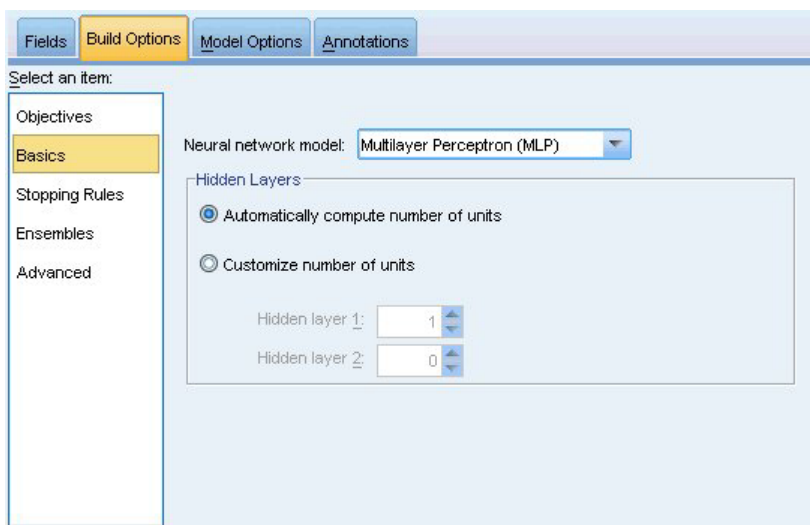 Fields Build Options Model Options Annotations
Select an item:
Objectives
Basics
Stopping Rules
Ensembles
Advanced
Neural network model: Multilayer Perceptron (MLP)
Hidden Layers
Automatically compute number of units
Customize number of units
Hidden layer 1: 1
Hidden layer 2: 0